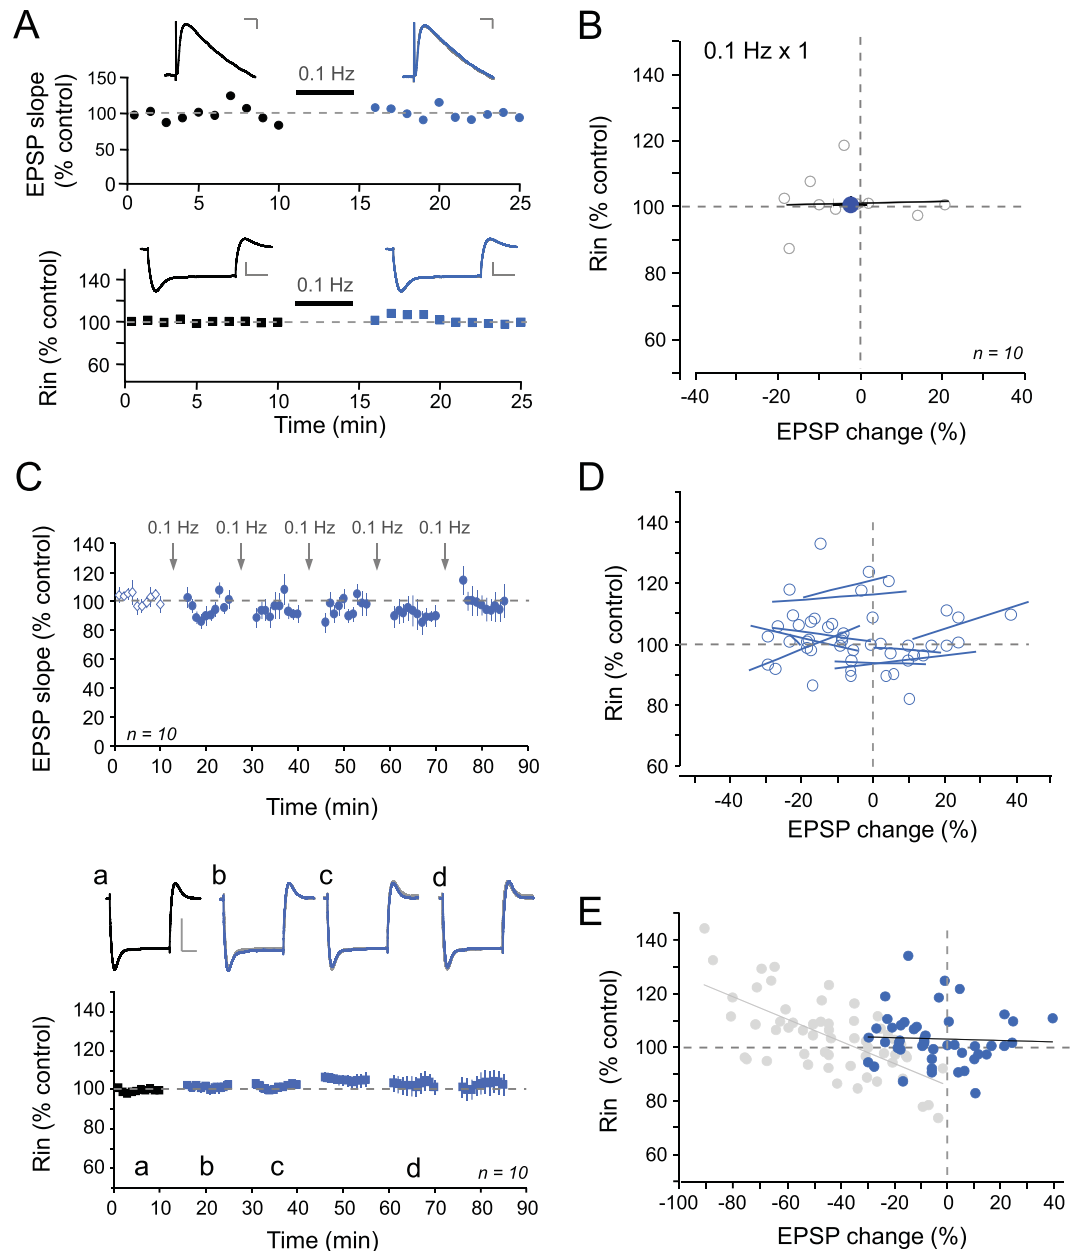 A
EPSP slope
(% control)
150
100
50
0
0.1 Hz
0 5 10 15 20 25
Rin (% control)
140
100
60
0.1 Hz
0 5 10 15 20 25
Time (min)
B
0.1 Hz x 1
Rin (% control)
140
120
100
80
60
n = 10
-40 -20 0 20 40
EPSP change (%)
C
0.1 Hz 0.1 Hz 0.1 Hz 0.1 Hz 0.1 Hz
EPSP slope (% control)
140
120
100
80
60
40
20
0
n = 10
0 10 20 30 40 50 60 70 80 90
Time (min)
a b c d
Rin (% control)
140
120
100
80
60
a b c d
n = 10
0 10 20 30 40 50 60 70 80 90
Time (min)
D
Rin (% control)
140
120
100
80
60
-40 -20 0 20 40
EPSP change (%)
E
Rin (% control)
140
120
100
80
60
-100 -80 -60 -40 -20 0 20 40
EPSP change (%)